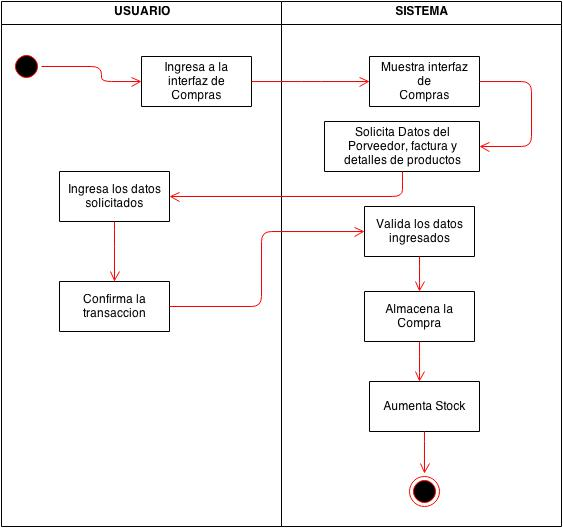 USUARIO
SISTEMA
Ingresa a la
interfaz de
Compras
Muestra interfaz
de
Compras
Solicita Datos del
Porveedor, factura y
detalles de productos
Ingresa los datos
solicitados
Valida los datos
ingresados
Confirma la
transaccion
Almacena la
Compra
Aumenta Stock